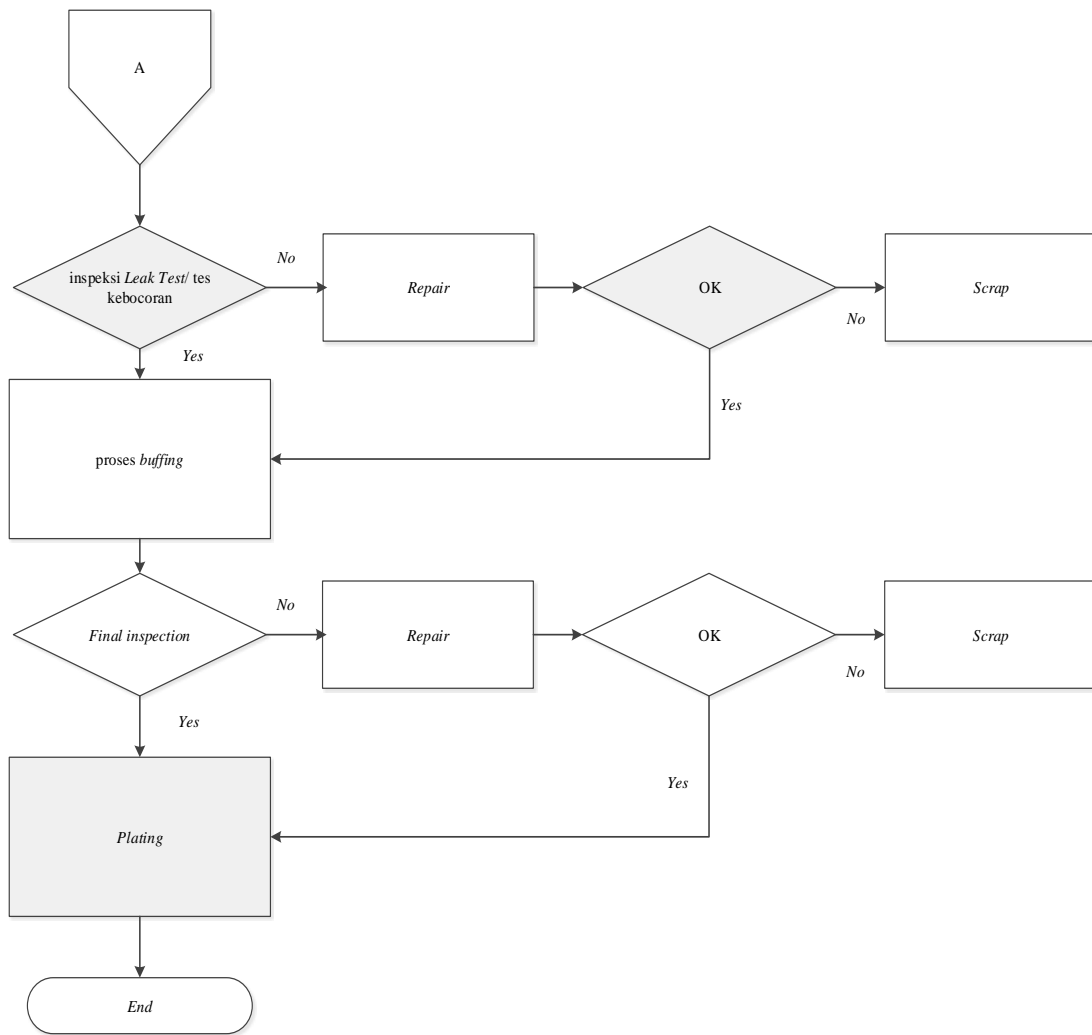 A
inspeksi Leak Test/ tes
kebocoran
No
Repair
OK
No
Scrap
Yes
Yes
proses buffing
Final inspection
No
Repair
OK
No
Scrap
Yes
Yes
Plating
End